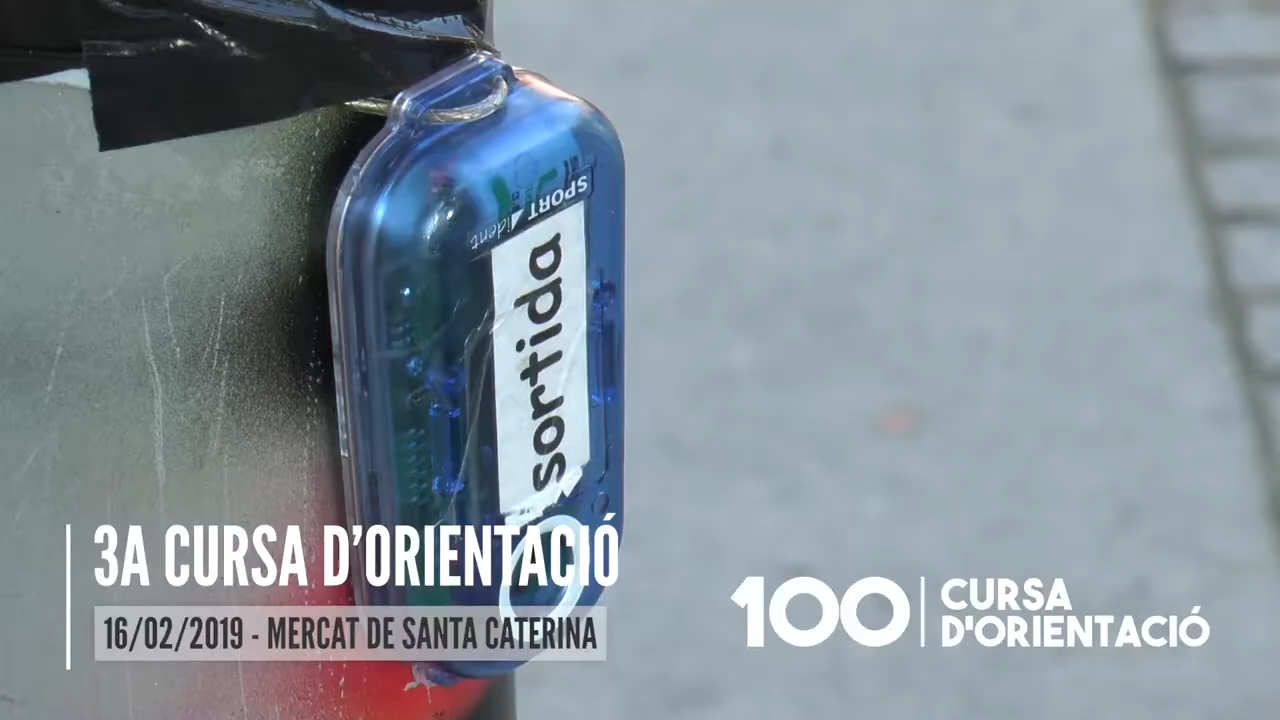 SPORT
ident
sortida
3A CURSA D'ORIENTACIÓ
16/02/2019 - MERCAT DE SANTA CATERINA
100
CURSA
D'ORIENTACIÓ